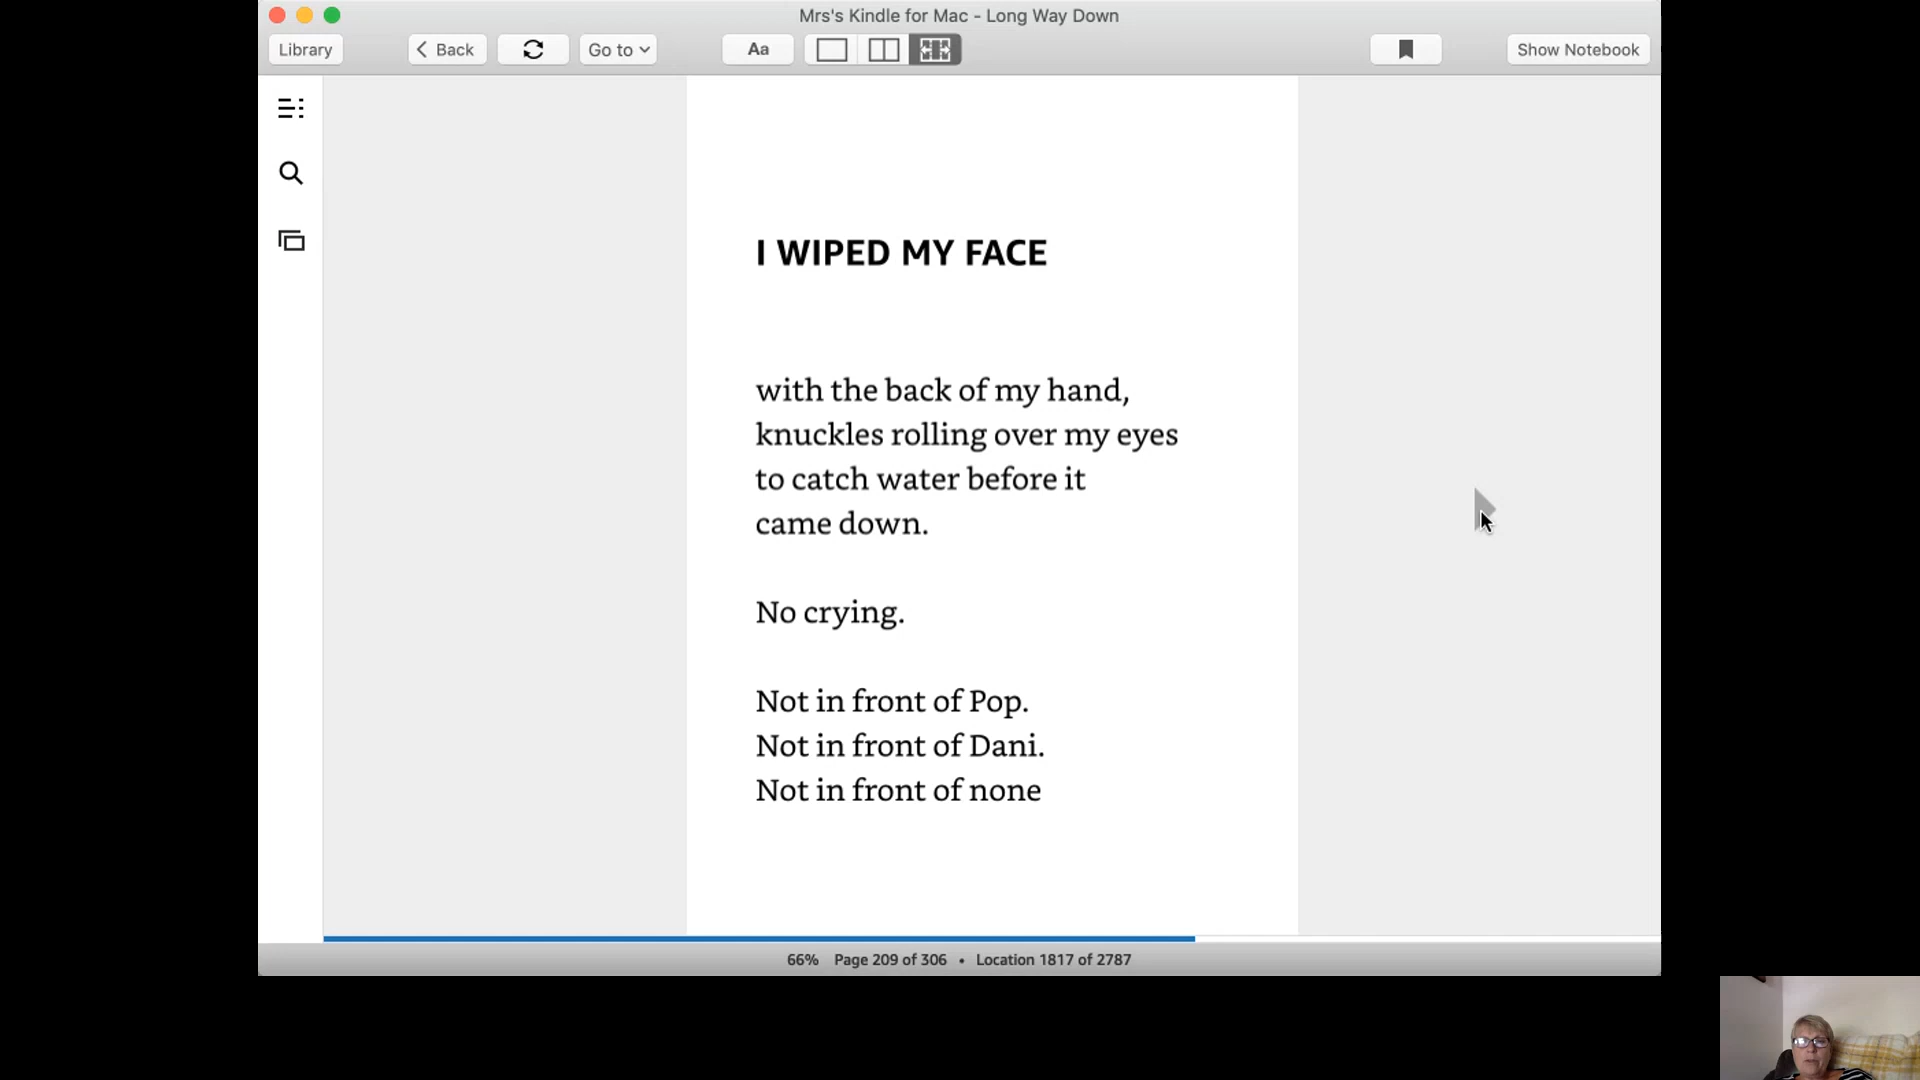 Mrs's Kindle for Mac - Long Way Down
Library
Back
Go to
Aa
Show Notebook
I WIPED MY FACE
with the back of my hand,
knuckles rolling over my eyes
to catch water before it
came down.
No crying.
Not in front of Pop.
Not in front of Dani.
Not in front of none
66% Page 209 of 306 • Location 1817 of 2787